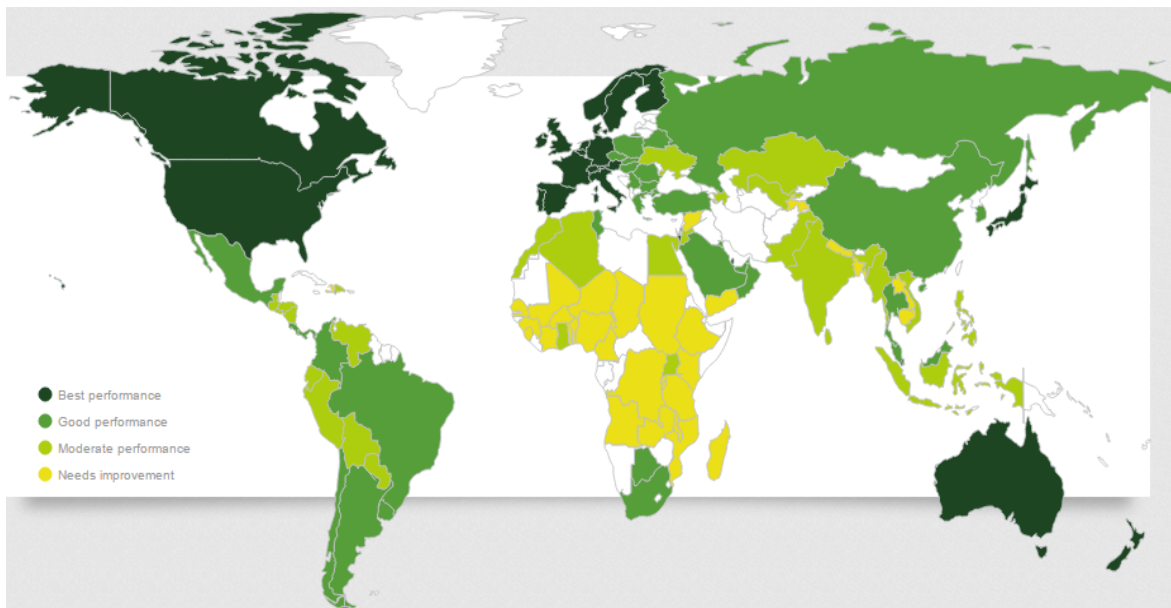 Best performance
Good performance
Moderate performance
Needs improvement